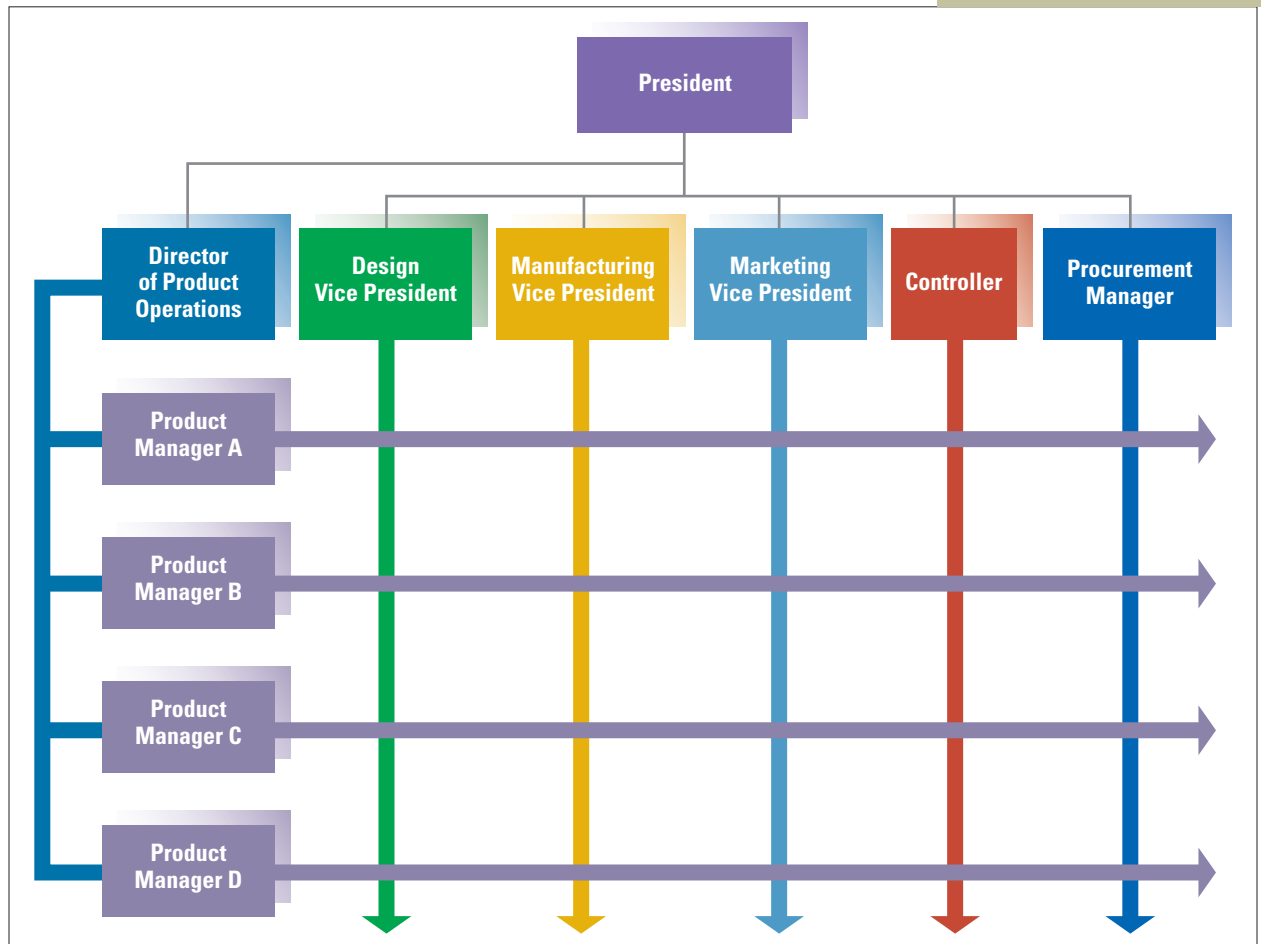 President
Director
of Product
Operations
Design
Vice President
Manufacturing
Vice President
Marketing
Vice President
Controller
Procurement
Manager
Product
Manager A
Product
Manager B
Product
Manager C
Product
Manager D